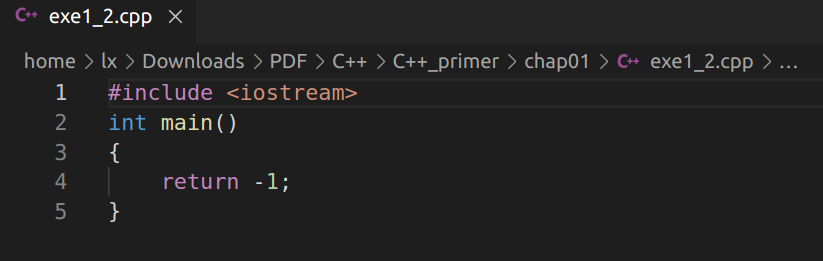 C++ exe1_2.cpp ×
home > lx > Downloads > PDF > C++ > C++_primer > chap01 > C++ exe1_2.cpp > ...
1 #include <iostream>
2 int main()
3 {
4     return -1;
5 }